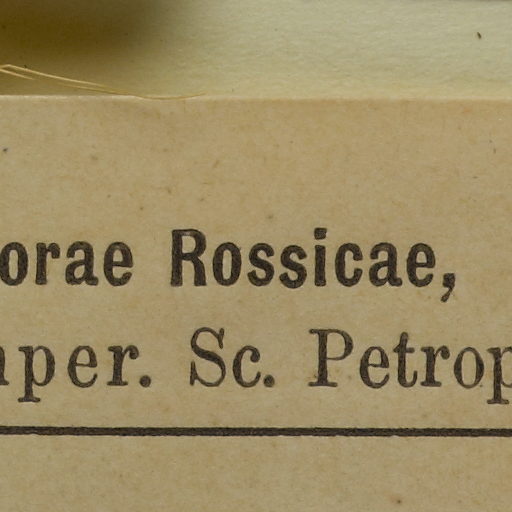 orae Rossicae,
per. Sc. Petrop